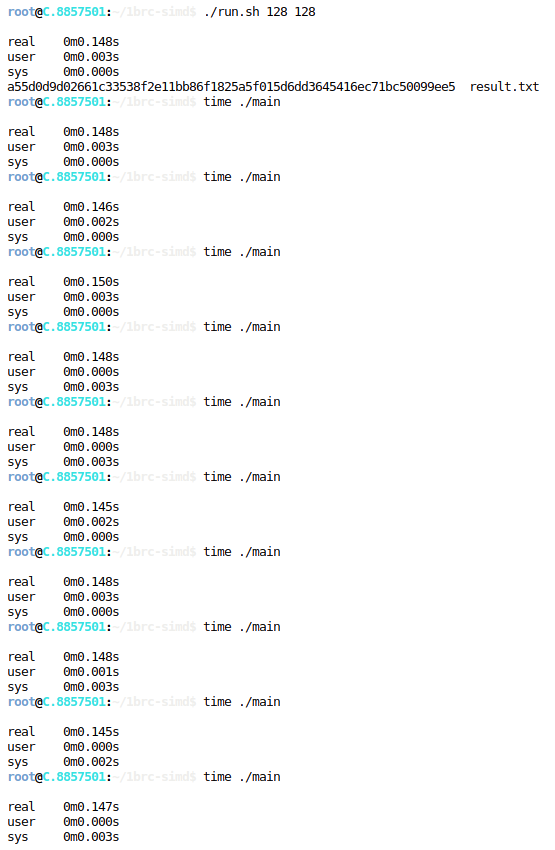 root@C.8857501:~/1brc-simd$ ./run.sh 128 128
real 0m0.148s
user 0m0.003s
sys 0m0.000s
a55d0d9d02661c33538f2e11bb86f1825a5f015d6dd3645416ec71bc50099ee5 result.txt
root@C.8857501:~/1brc-simd$ time ./main
real 0m0.148s
user 0m0.003s
sys 0m0.000s
root@C.8857501:~/1brc-simd$ time ./main
real 0m0.146s
user 0m0.002s
sys 0m0.000s
root@C.8857501:~/1brc-simd$ time ./main
real 0m0.150s
user 0m0.003s
sys 0m0.000s
root@C.8857501:~/1brc-simd$ time ./main
real 0m0.148s
user 0m0.000s
sys 0m0.003s
root@C.8857501:~/1brc-simd$ time ./main
real 0m0.148s
user 0m0.000s
sys 0m0.003s
root@C.8857501:~/1brc-simd$ time ./main
real 0m0.145s
user 0m0.002s
sys 0m0.000s
root@C.8857501:~/1brc-simd$ time ./main
real 0m0.148s
user 0m0.003s
sys 0m0.000s
root@C.8857501:~/1brc-simd$ time ./main
real 0m0.148s
user 0m0.001s
sys 0m0.003s
root@C.8857501:~/1brc-simd$ time ./main
real 0m0.145s
user 0m0.000s
sys 0m0.002s
root@C.8857501:~/1brc-simd$ time ./main
real 0m0.147s
user 0m0.000s
sys 0m0.003s